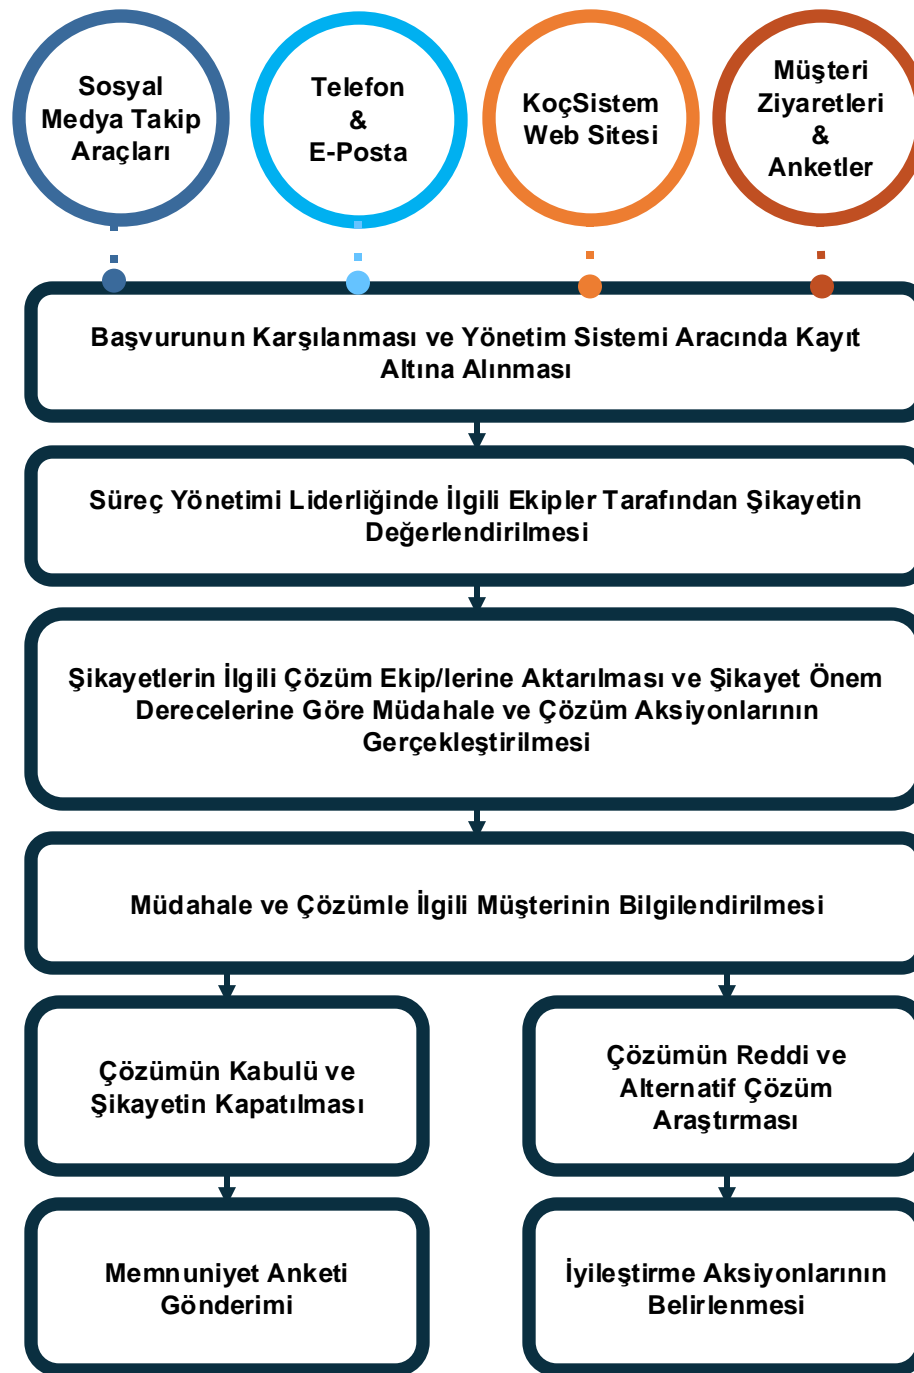 Sosyal
Medya Takip
Araçları
Telefon
&
E-Posta
KoçSistem
Web Sitesi
Müşteri
Ziyaretleri
&
Anketler
Başvurunun Karşılanması ve Yönetim Sistemi Aracında Kayıt
Altına Alınması
Süreç Yönetimi Liderliğinde İlgili Ekipler Tarafından Şikayetin
Değerlendirilmesi
Şikayetlerin İlgili Çözüm Ekip/lerine Aktarılması ve Şikayet Önem
Derecelerine Göre Müdahale ve Çözüm Aksiyonlarının
Gerçekleştirilmesi
Müdahale ve Çözümle İlgili Müşterinin Bilgilendirilmesi
Çözümün Kabulü ve
Şikayetin Kapatılması
Çözümün Reddi ve
Alternatif Çözüm
Araştırması
Memnuniyet Anketi
Gönderimi
İyileştirme Aksiyonlarının
Belirlenmesi